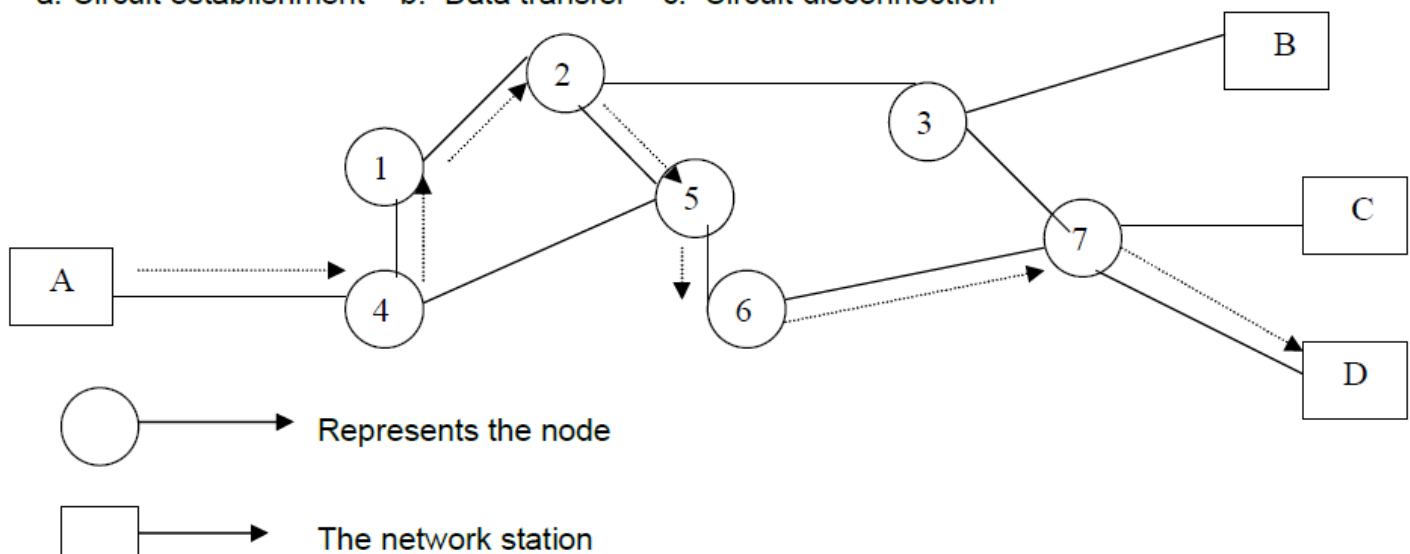 a. Circuit establishment b. Data transfer c. Circuit disconnection
B
2
3
1
5
C
7
A
4
6
D
Represents the node
The network station